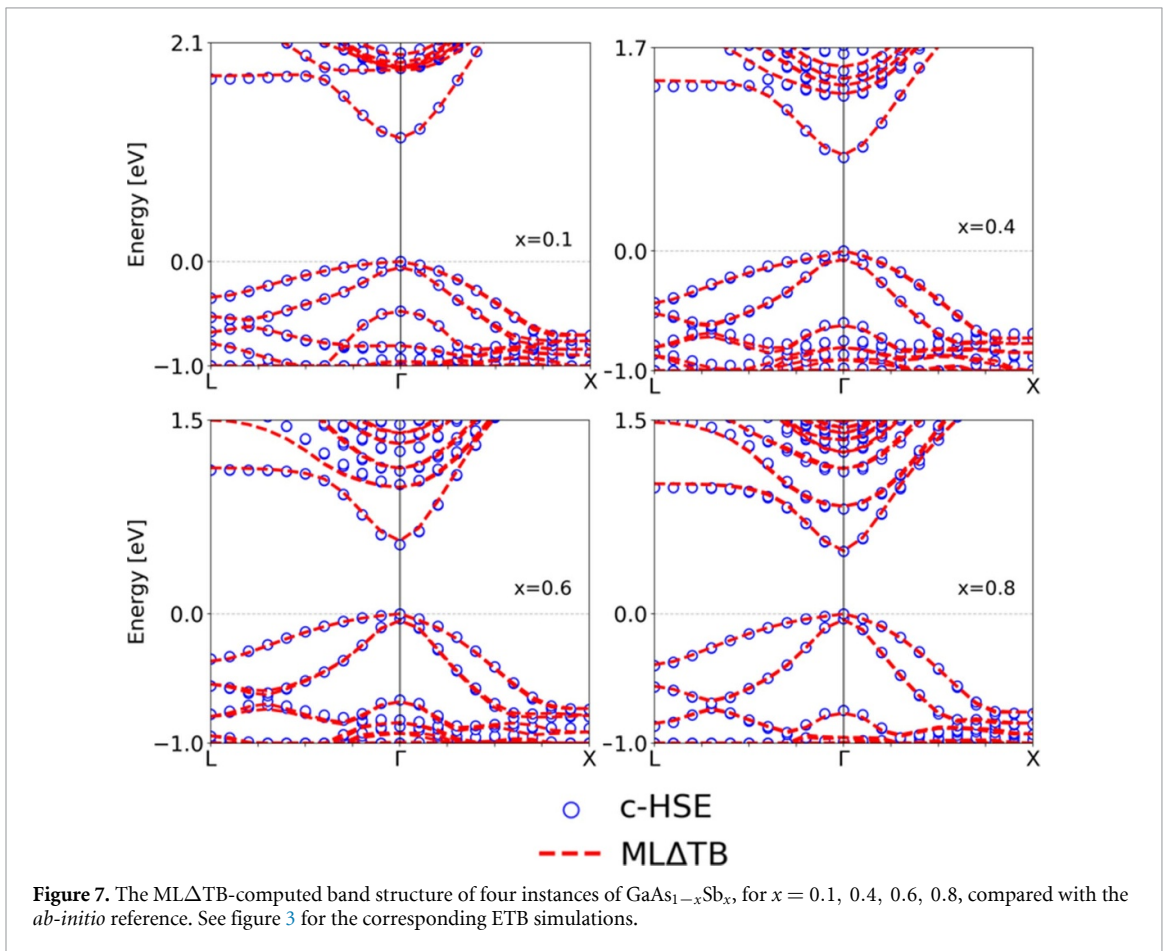 2.1
0.0
−1.0
Energy [eV]
x=0.1
L Γ X
1.7
0.0
-1.0
x=0.4
L Γ X
1.5
0.0
−1.0
Energy [eV]
x=0.6
L Γ X
1.5
0.0
−1.0
x=0.8
L Γ X
c-HSE
MLΔTB
Figure 7. The MLΔTB-computed band structure of four instances of GaAs₁₋ₓSbₓ, for x = 0.1, 0.4, 0.6, 0.8, compared with the
ab-initio reference. See figure 3 for the corresponding ETB simulations.